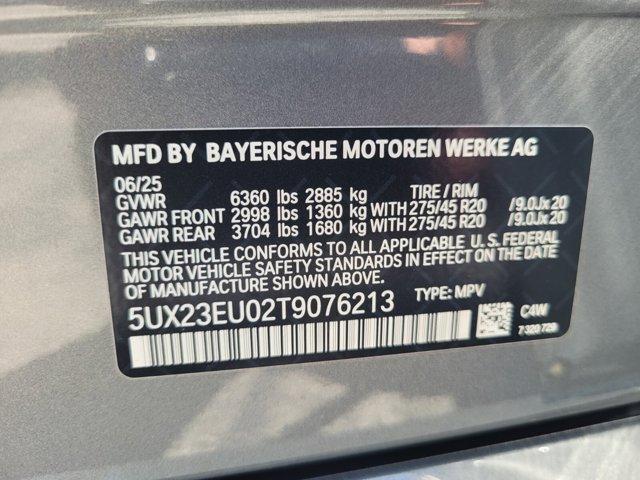 MFD BY BAYERISCHE MOTOREN WERKE AG
06/25 TIRE / RIM
GVWR 6360 lbs 2885 kg
GAWR FRONT 2998 lbs 1360 kg WITH 275/45 R20 / 9.0Jx20
GAWR REAR 3704 lbs 1680 kg WITH 275/45 R20 / 9.0Jx20
THIS VEHICLE CONFORMS TO ALL APPLICABLE U.S. FEDERAL
MOTOR VEHICLE SAFETY STANDARDS IN EFFECT ON THE DATE
OF MANUFACTURE SHOWN ABOVE.
5UX23EU02T9076213 TYPE: MPV
C4W
7 320 729